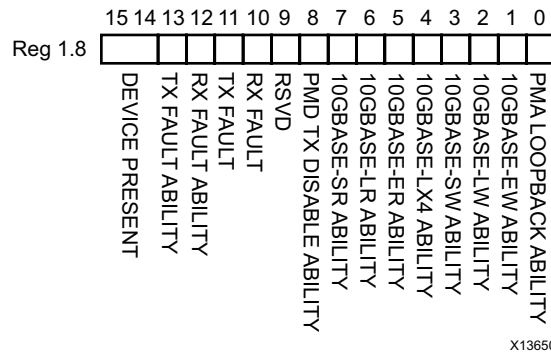 15 14 13 12 11 10 9 8 7 6 5 4 3 2 1 0
Reg 1.8
DEVICE PRESENT
TX FAULT ABILITY
RX FAULT ABILITY
TX FAULT
RX FAULT
RSVD
PMD TX DISABLE ABILITY
10GBASE-SR ABILITY
10GBASE-LR ABILITY
10GBASE-ER ABILITY
10GBASE-LX4 ABILITY
10GBASE-SW ABILITY
10GBASE-LW ABILITY
10GBASE-EW ABILITY
PMA LOOPBACK ABILITY
X13650